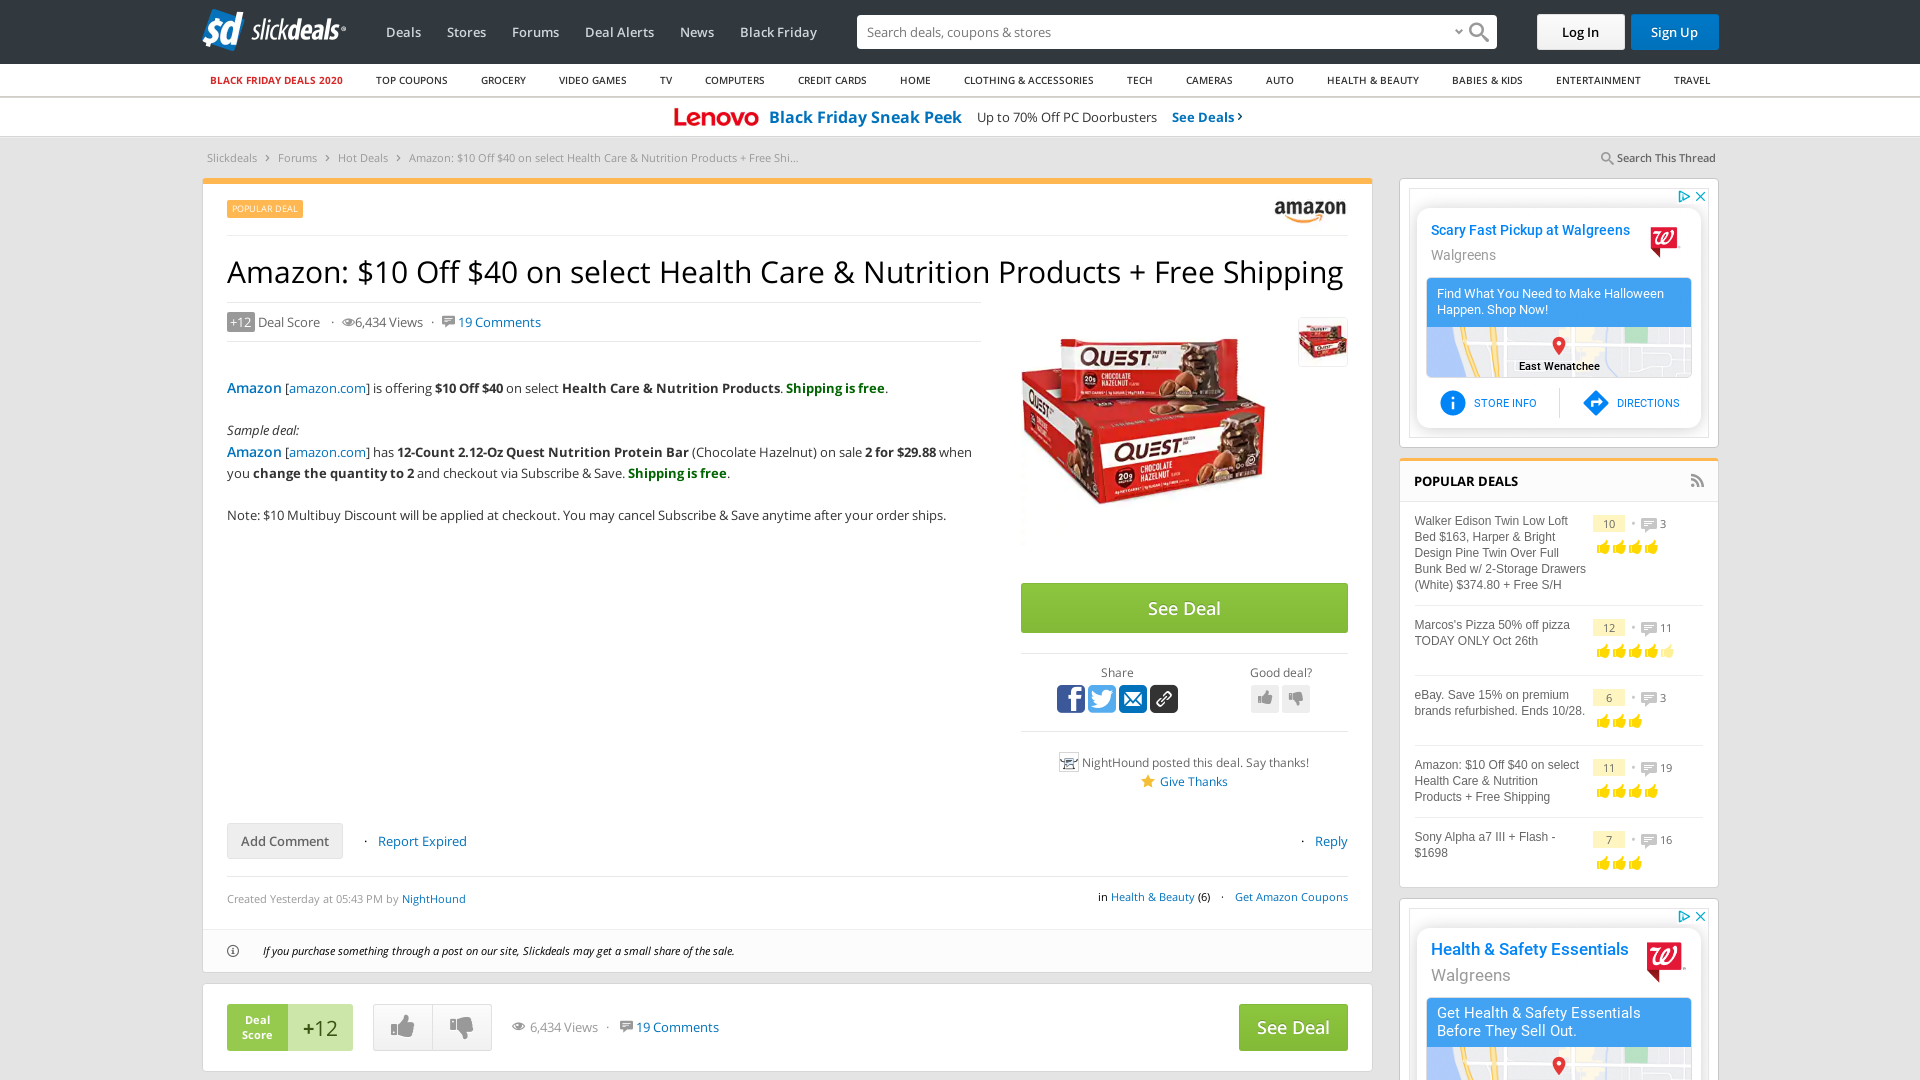 sd slickdeals
Deals Stores Forums Deal Alerts News Black Friday
Search deals, coupons & stores
Log In Sign Up
BLACK FRIDAY DEALS 2020 TOP COUPONS GROCERY VIDEO GAMES TV COMPUTERS CREDIT CARDS HOME CLOTHING & ACCESSORIES TECH CAMERAS AUTO HEALTH & BEAUTY BABIES & KIDS ENTERTAINMENT TRAVEL
Lenovo Black Friday Sneak Peek Up to 70% Off PC Doorbusters See Deals ›
Slickdeals › Forums › Hot Deals › Amazon: $10 Off $40 on select Health Care & Nutrition Products + Free Shi...
Search This Thread
POPULAR DEAL
amazon
Amazon: $10 Off $40 on select Health Care & Nutrition Products + Free Shipping
+12 Deal Score · 6,434 Views · 19 Comments
Amazon [amazon.com] is offering $10 Off $40 on select Health Care & Nutrition Products. Shipping is free.
Sample deal:
Amazon [amazon.com] has 12-Count 2.12-Oz Quest Nutrition Protein Bar (Chocolate Hazelnut) on sale 2 for $29.88 when
you change the quantity to 2 and checkout via Subscribe & Save. Shipping is free.
Note: $10 Multibuy Discount will be applied at checkout. You may cancel Subscribe & Save anytime after your order ships.
QUEST
CHOCOLATE
HAZELNUT
20g
QUEST
QUEST
CHOCOLATE
HAZELNUT
20g
See Deal
Share
Good deal?
NightHound posted this deal. Say thanks!
Give Thanks
Add Comment · Report Expired
· Reply
Created Yesterday at 05:43 PM by NightHound
in Health & Beauty (6) · Get Amazon Coupons
If you purchase something through a post on our site, Slickdeals may get a small share of the sale.
Deal
Score
+12
6,434 Views · 19 Comments
See Deal
Scary Fast Pickup at Walgreens
Walgreens
Find What You Need to Make Halloween
Happen. Shop Now!
East Wenatchee
STORE INFO
DIRECTIONS
POPULAR DEALS
Walker Edison Twin Low Loft
Bed $163, Harper & Bright
Design Pine Twin Over Full
Bunk Bed w/ 2-Storage Drawers
(White) $374.80 + Free S/H
10 · 3
Marcos's Pizza 50% off pizza
TODAY ONLY Oct 26th
12 · 11
eBay. Save 15% on premium
brands refurbished. Ends 10/28.
6 · 3
Amazon: $10 Off $40 on select
Health Care & Nutrition
Products + Free Shipping
11 · 19
Sony Alpha a7 III + Flash -
$1698
7 · 16
Health & Safety Essentials
Walgreens
Get Health & Safety Essentials
Before They Sell Out.